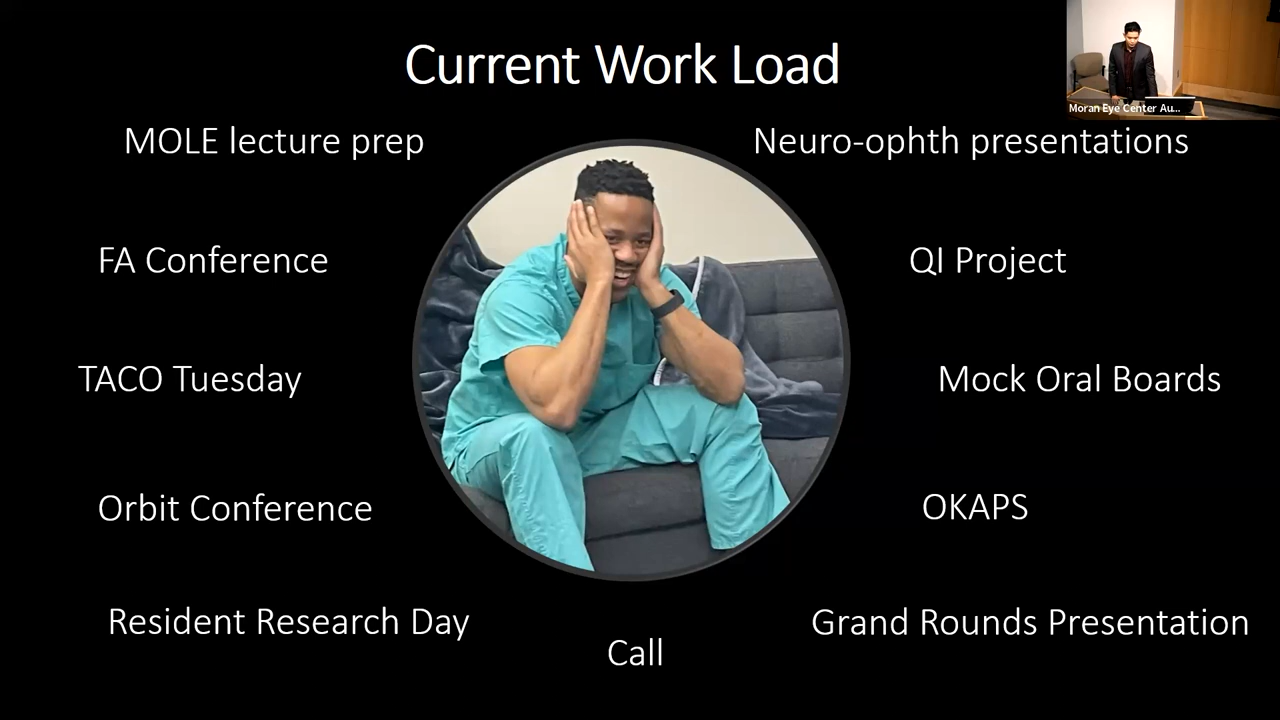 Current Work Load
Moran Eye Center Au...
MOLE lecture prep
Neuro-ophth presentations
FA Conference
QI Project
TACO Tuesday
Mock Oral Boards
Orbit Conference
OKAPS
Resident Research Day
Grand Rounds Presentation
Call